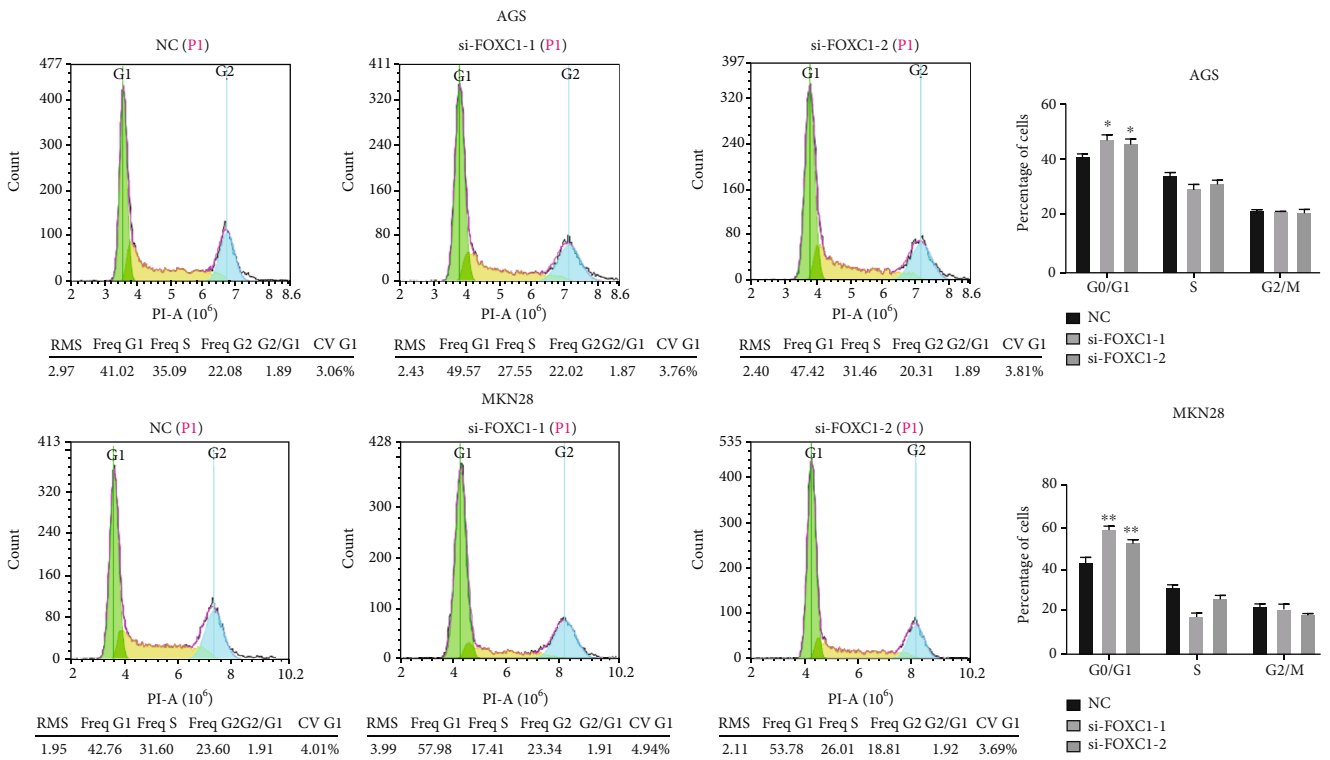 AGS
NC (P1)
477
400
300
200
100
0
Count
G1
G2
2 3 4 5 6 7 8 8.6
PI-A (10⁶)
RMS Freq G1 Freq S Freq G2 G2/G1 CV G1
2.97 41.02 35.09 22.08 1.89 3.06%
si-FOXC1-1 (P1)
411
320
240
160
80
0
Count
G1
G2
2 3 4 5 6 7 8 8.6
PI-A (10⁶)
RMS Freq G1 Freq S Freq G2 G2/G1 CV G1
2.43 49.57 27.55 22.02 1.87 3.76%
si-FOXC1-2 (P1)
397
320
240
160
80
0
Count
G1
G2
2 3 4 5 6 7 8 8.6
PI-A (10⁶)
RMS Freq G1 Freq S Freq G2 G2/G1 CV G1
2.40 47.42 31.46 20.31 1.89 3.81%
AGS
60
40
20
0
Percentage of cells
*
*
G0/G1 S G2/M
NC
si-FOXC1-1
si-FOXC1-2
MKN28
NC (P1)
413
320
240
160
80
0
Count
G1
G2
2 4 6 8 10.2
PI-A (10⁶)
RMS Freq G1 Freq S Freq G2 G2/G1 CV G1
1.95 42.76 31.60 23.60 1.91 4.01%
si-FOXC1-1 (P1)
428
300
200
100
0
Count
G1
G2
2 4 6 8 10.2
PI-A (10⁶)
RMS Freq G1 Freq S Freq G2 G2/G1 CV G1
3.99 57.98 17.41 23.34 1.91 4.94%
si-FOXC1-2 (P1)
535
400
300
200
100
0
Count
G1
G2
2 4 6 8 10.2
PI-A (10⁶)
RMS Freq G1 Freq S Freq G2 G2/G1 CV G1
2.11 53.78 26.01 18.81 1.92 3.69%
MKN28
80
60
40
20
0
Percentage of cells
**
**
G0/G1 S G2/M
NC
si-FOXC1-1
si-FOXC1-2